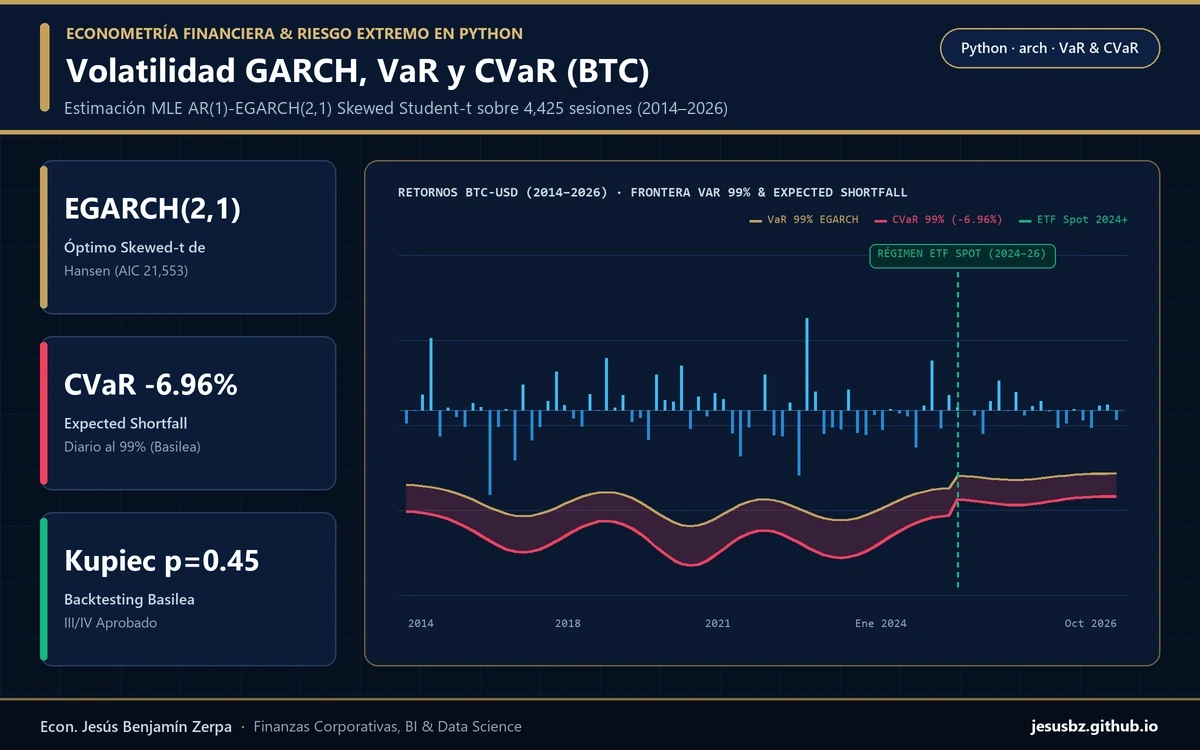 ECONOMETRÍA FINANCIERA & RIESGO EXTREMO EN PYTHON
Volatilidad GARCH, VaR y CVaR (BTC)
Estimación MLE AR(1)-EGARCH(2,1) Skewed Student-t sobre 4,425 sesiones (2014–2026)
Python · arch · VaR & CVaR
EGARCH(2,1)
Óptimo Skewed-t de
Hansen (AIC 21,553)
CVaR -6.96%
Expected Shortfall
Diario al 99% (Basilea)
Kupiec p=0.45
Backtesting Basilea
III/IV Aprobado
RETORNOS BTC-USD (2014–2026) · FRONTERA VAR 99% & EXPECTED SHORTFALL
VaR 99% EGARCH
CVaR 99% (-6.96%)
ETF Spot 2024+
RÉGIMEN ETF SPOT (2024–26)
2014
2018
2021
Ene 2024
Oct 2026
Econ. Jesús Benjamín Zerpa · Finanzas Corporativas, BI & Data Science
jesusbz.github.io